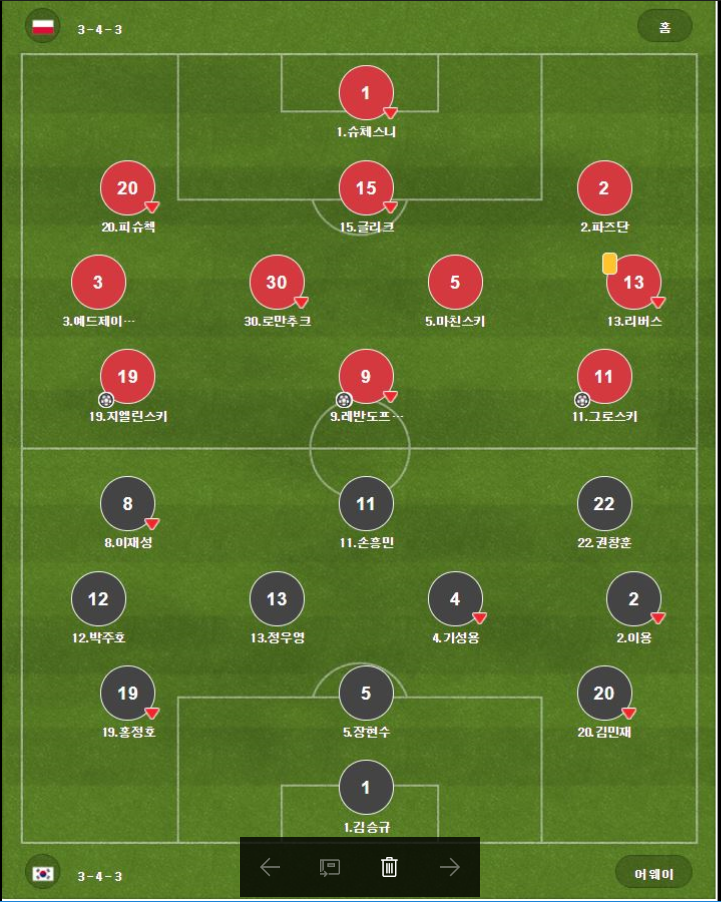 3-4-3
홈
1
1.슈체스니
20
15
2
20.피슈첵
15.글리크
2.파즈단
3
30
5
13
3.예드제이…
30.로만추크
5.마친스키
13.리버스
19
9
11
19.지엘린스키
9.레반도프…
11.그로스키
8
11
22
8.이재성
11.손흥민
22.권창훈
12
13
4
2
12.박주호
13.정우영
4.기성용
2.이용
19
5
20
19.홍정호
5.장현수
20.김민재
1
1.김승규
3-4-3
어웨이